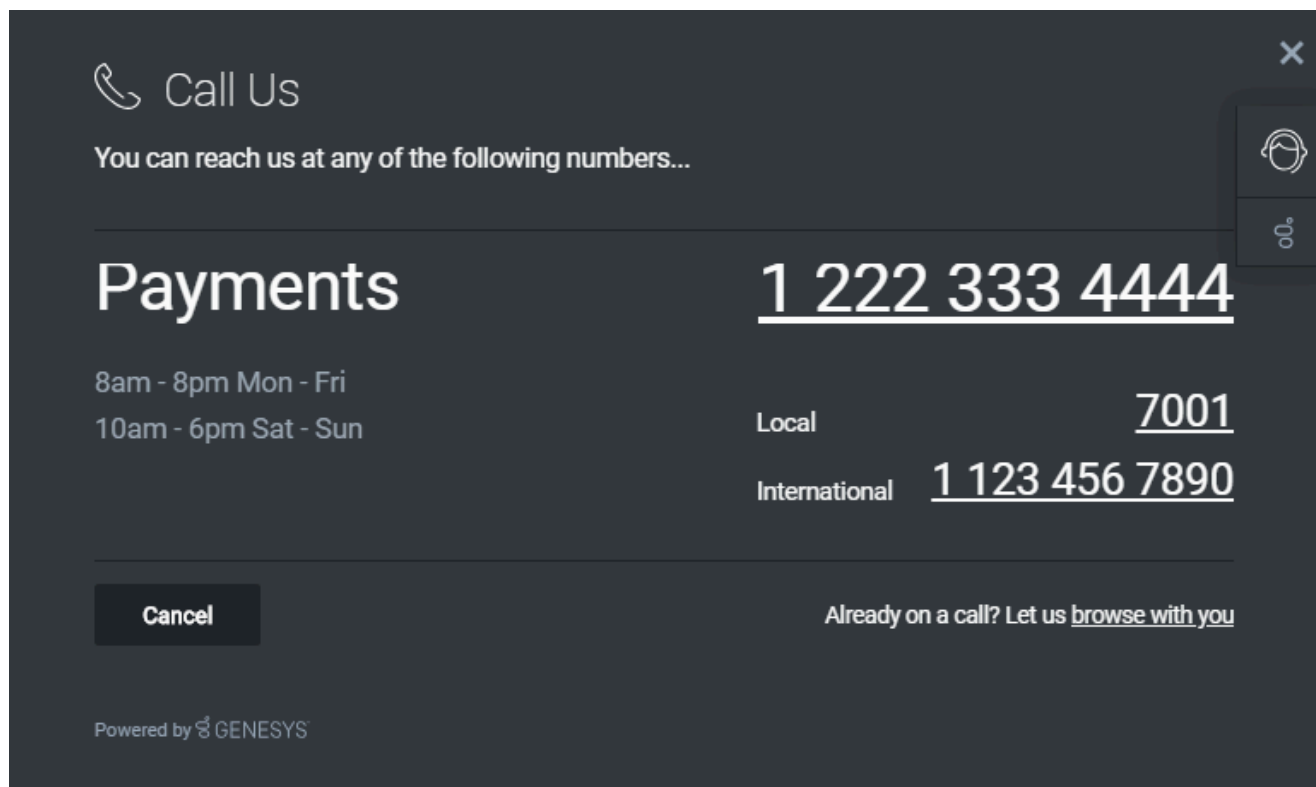 Call Us
You can reach us at any of the following numbers...
Payments
1 222 333 4444
8am - 8pm Mon - Fri
10am - 6pm Sat - Sun
Local 7001
International 1 123 456 7890
Cancel
Already on a call? Let us browse with you
Powered by GENESYS